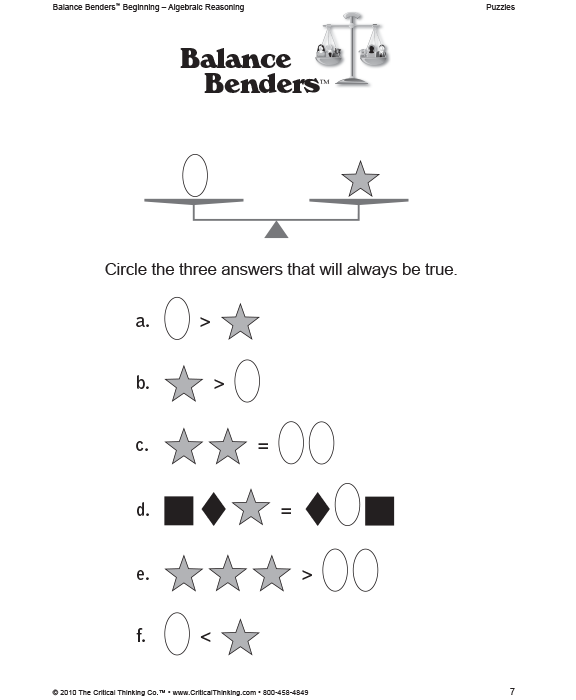 Balance Benders™ Beginning – Algebraic Reasoning Puzzles
Balance
Benders™
Circle the three answers that will always be true.
a. >
b. >
c. =
d. =
e. >
f. <
© 2010 The Critical Thinking Co.™ • www.CriticalThinking.com • 800-458-4849 7